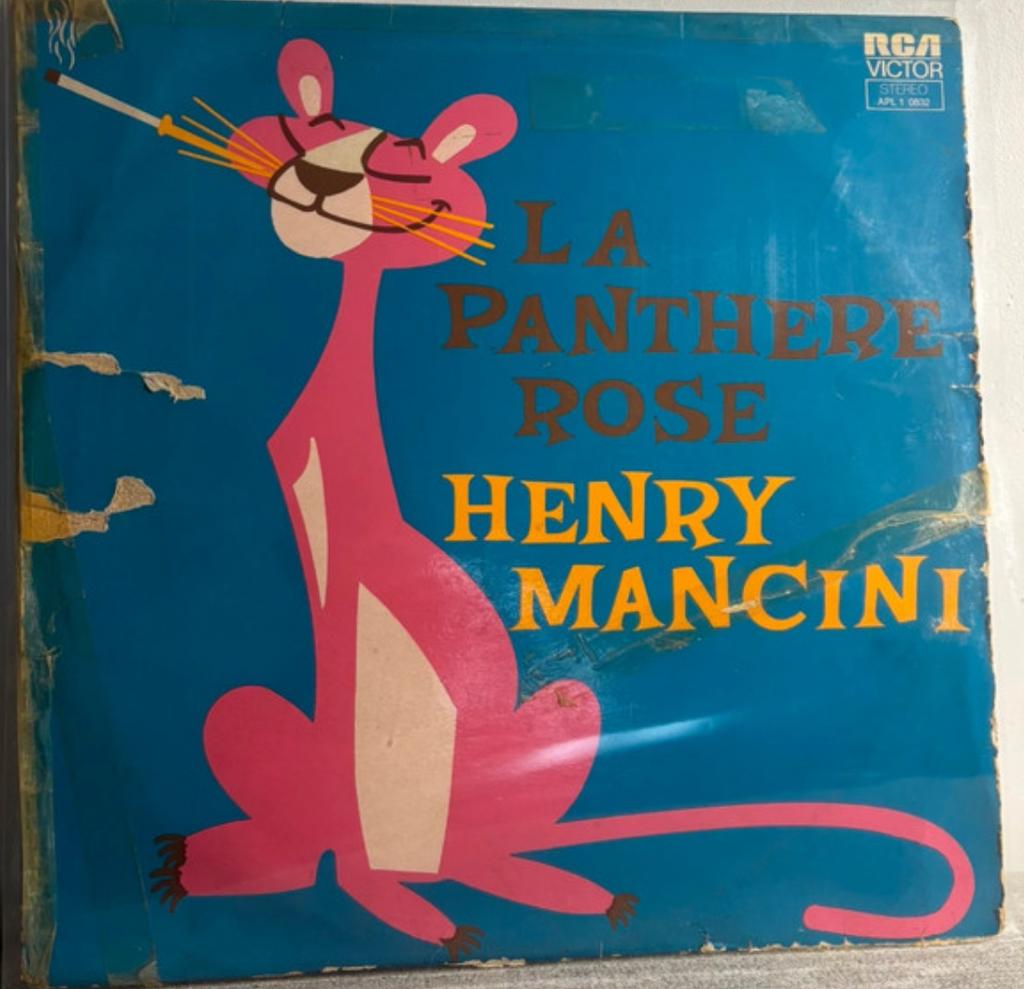 RCA
VICTOR
STEREO
APL 1 0832
LA
PANTHERE
ROSE
HENRY
MANCINI